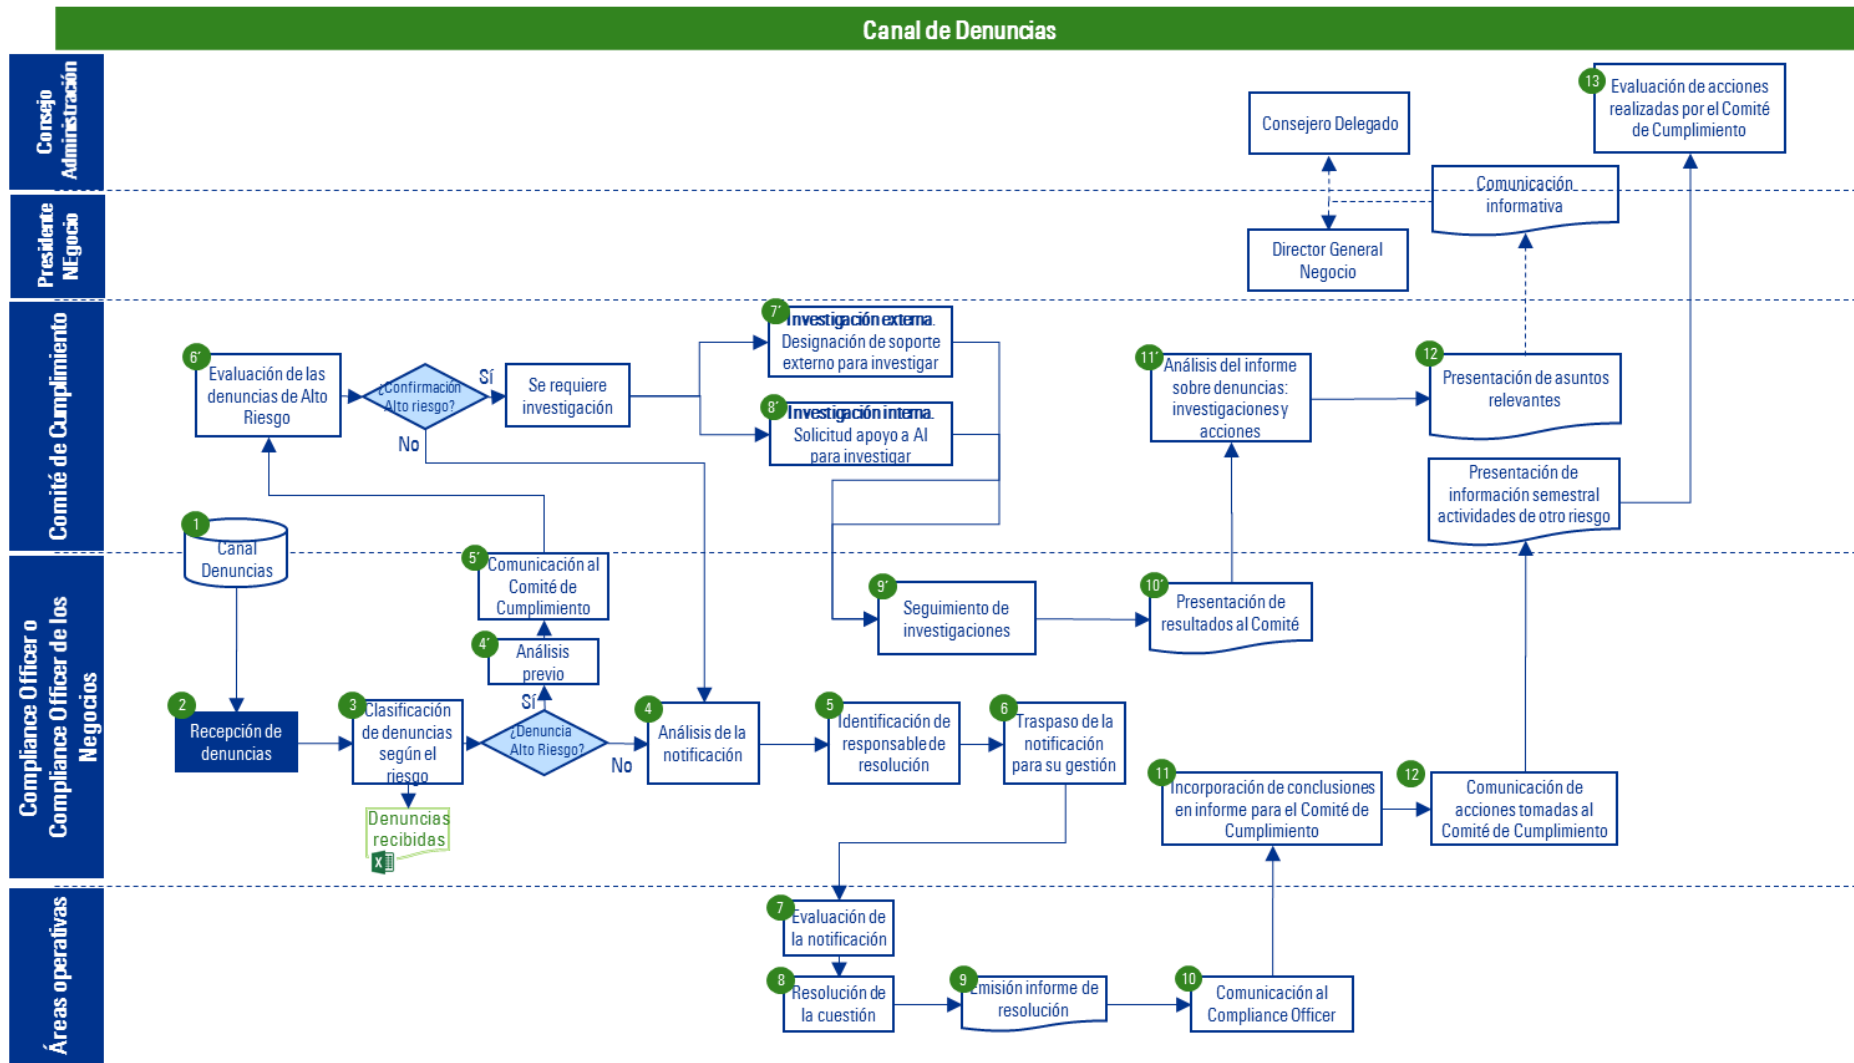 Canal de Denuncias
Consejo
Administración
13
Evaluación de acciones
realizadas por el Comité
de Cumplimiento
Consejero Delegado
Comunicación
informativa
Presidente
NEgocio
Director General
Negocio
Comité de Cumplimiento
6´
Evaluación de las
denuncias de Alto
Riesgo
¿Confirmación
Alto riesgo?
Sí
No
Se requiere
investigación
7´
Investigación externa.
Designación de soporte
externo para investigar
8´
Investigación interna.
Solicitud apoyo a AI
para investigar
11´
Análisis del informe
sobre denuncias:
investigaciones y
acciones
12
Presentación de asuntos
relevantes
Presentación de
información semestral
actividades de otro riesgo
1
Canal
Denuncias
Compliance Officer o
Compliance Officer de los
Negocios
5´
Comunicación al
Comité de
Cumplimiento
4´
Análisis
previo
9´
Seguimiento de
investigaciones
10´
Presentación de
resultados al Comité
2
Recepción de
denuncias
3
Clasificación
de denuncias
según el
riesgo
Denuncias
recibidas
X
Sí
¿Denuncia
Alto Riesgo?
No
4
Análisis de la
notificación
5
Identificación de
responsable de
resolución
6
Traspaso de la
notificación
para su gestión
11
Incorporación de conclusiones
en informe para el Comité de
Cumplimiento
12
Comunicación de
acciones tomadas al
Comité de Cumplimiento
Áreas operativas
7
Evaluación de
la notificación
8
Resolución de
la cuestión
9
Emisión informe de
resolución
10
Comunicación al
Compliance Officer